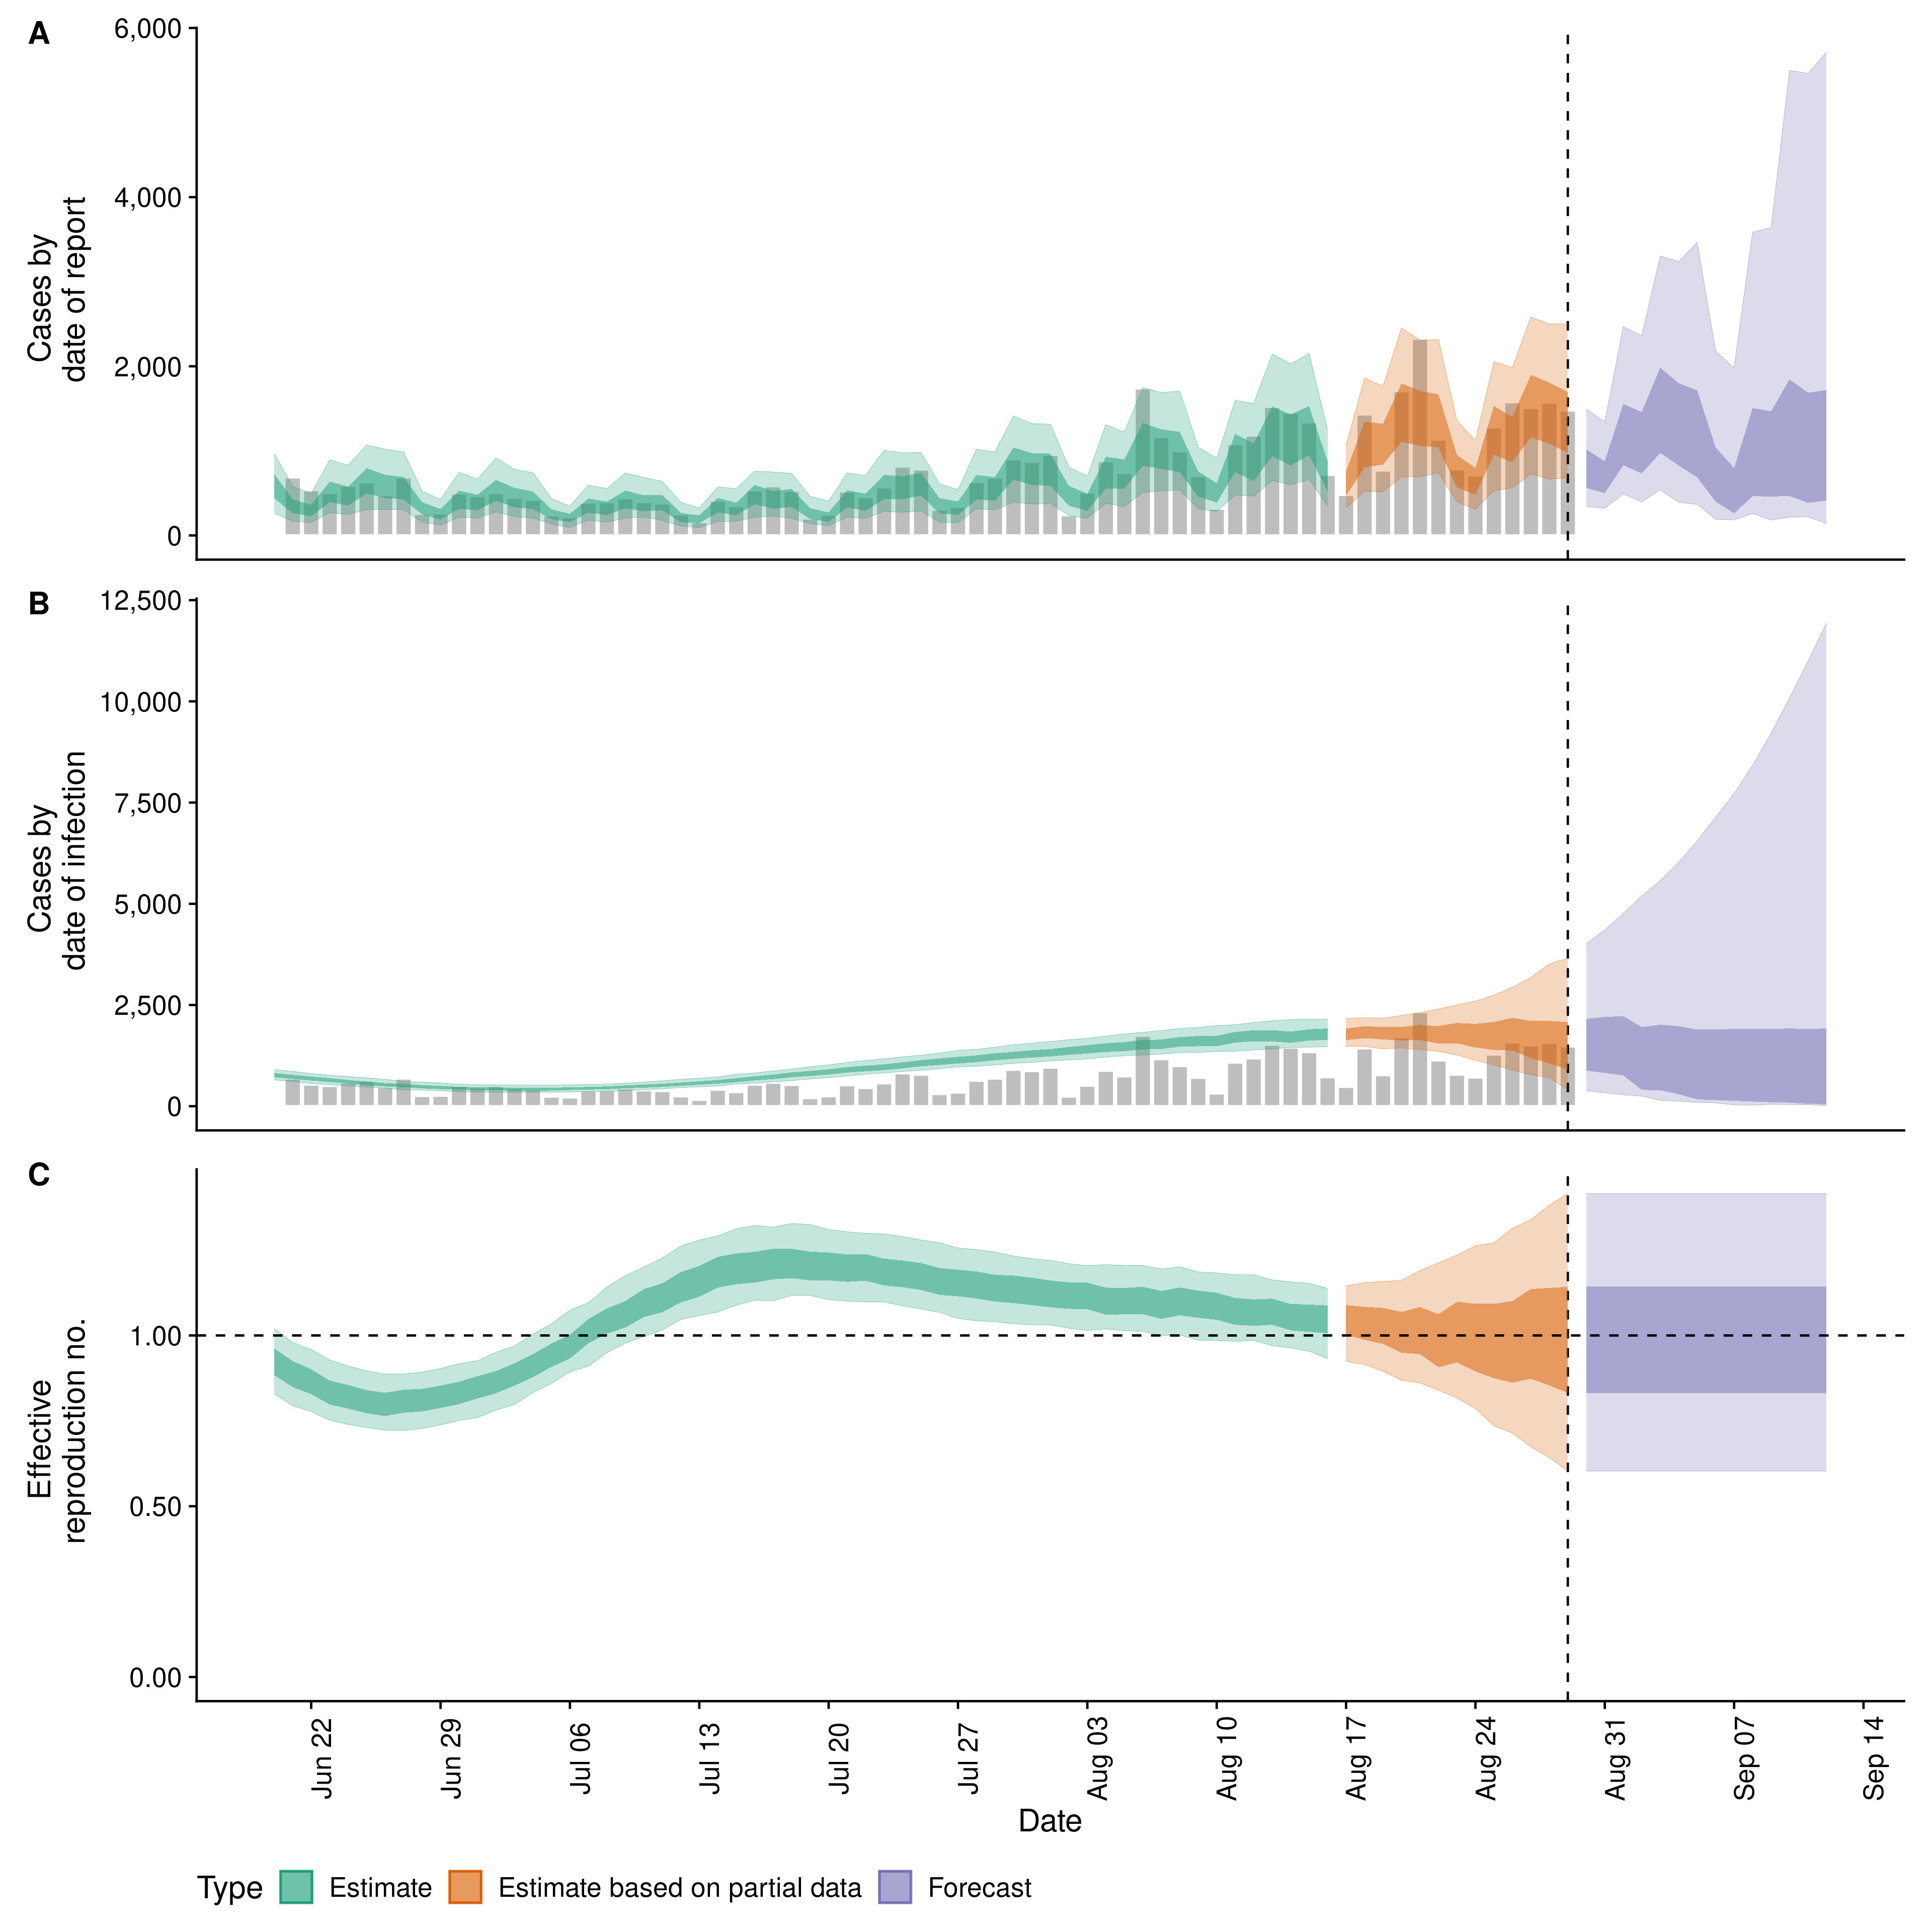 A
6,000
4,000
2,000
0
Cases by
date of report
B
12,500
10,000
7,500
5,000
2,500
0
Cases by
date of infection
C
1.00
0.50
0.00
Effective
reproduction no.
Jun 22
Jun 29
Jul 06
Jul 13
Jul 20
Jul 27
Aug 03
Aug 10
Aug 17
Aug 24
Aug 31
Sep 07
Sep 14
Date
Type Estimate Estimate based on partial data Forecast